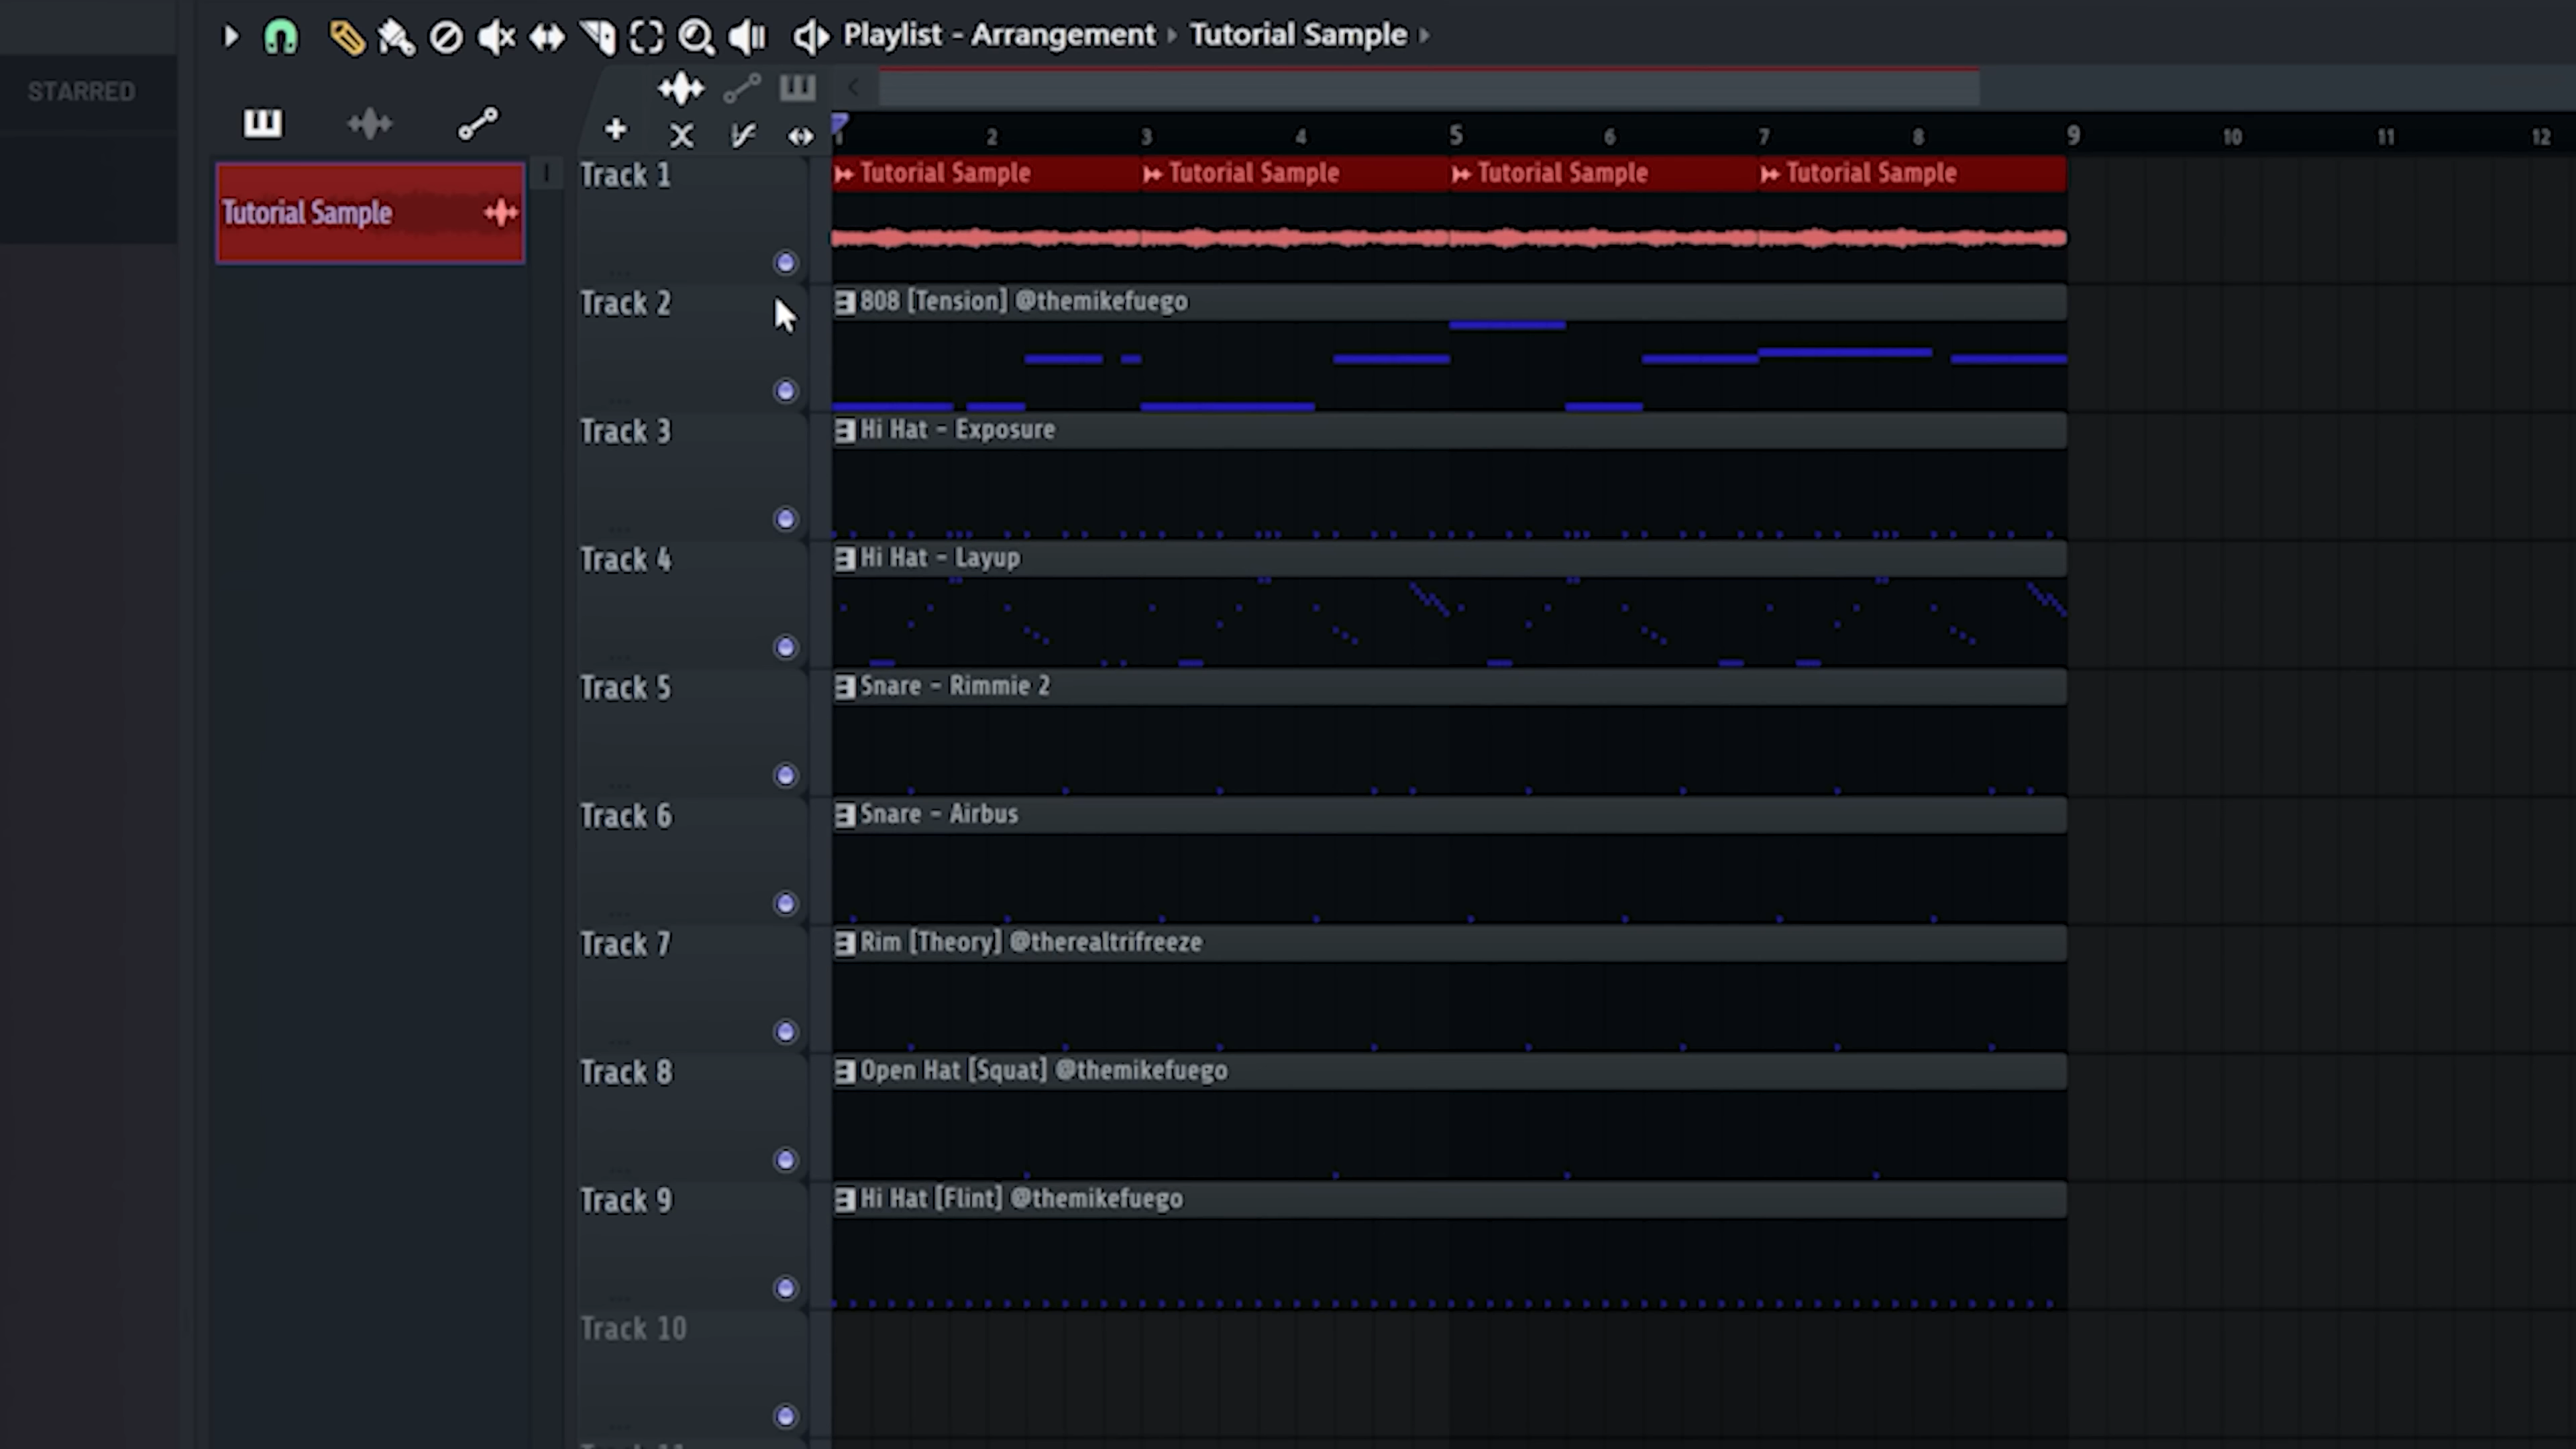 Playlist - Arrangement Tutorial Sample
STARRED
1 2 3 4 5 6 7 8 9 10 11 12
Tutorial Sample
Track 1
Tutorial Sample Tutorial Sample Tutorial Sample Tutorial Sample
Track 2
808 [Tension] @themikefuego
Track 3
Hi Hat - Exposure
Track 4
Hi Hat - Layup
Track 5
Snare - Rimmie 2
Track 6
Snare - Airbus
Track 7
Rim [Theory] @therealtrifreeze
Track 8
Open Hat [Squat] @themikefuego
Track 9
Hi Hat [Flint] @themikefuego
Track 10